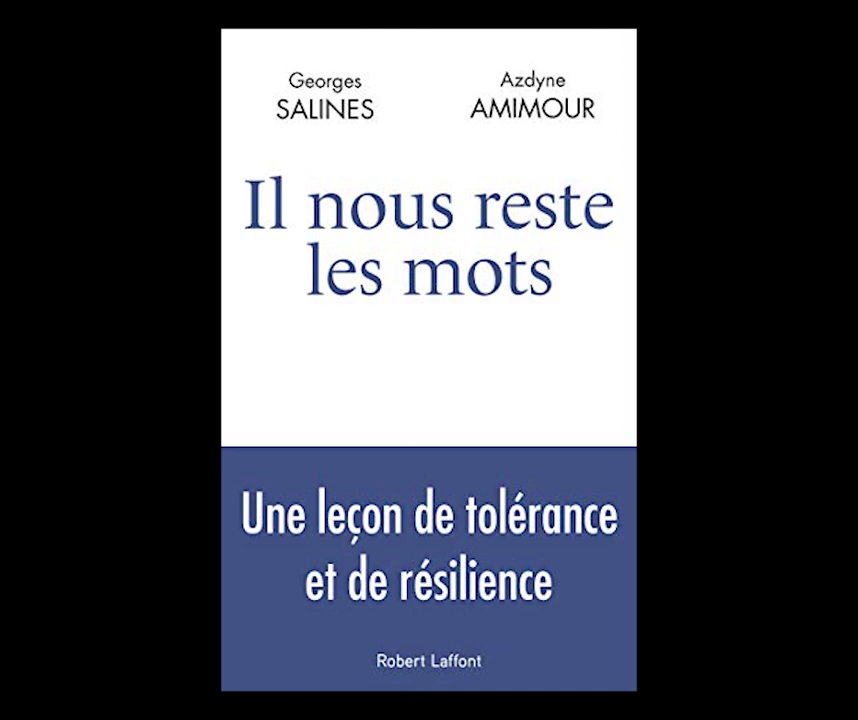 Georges
SALINES
Azdyne
AMIMOUR
Il nous reste
les mots
Une leçon de tolérance
et de résilience
Robert Laffont